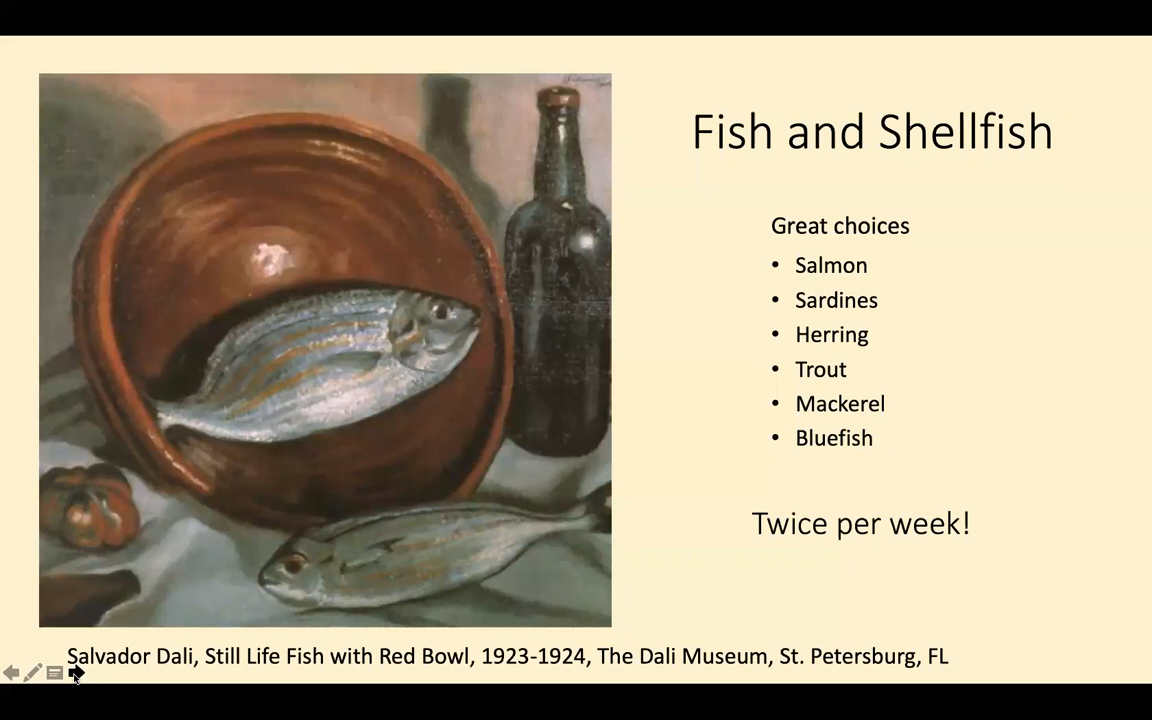 Fish and Shellfish
Great choices
• Salmon
• Sardines
• Herring
• Trout
• Mackerel
• Bluefish
Twice per week!
Salvador Dali, Still Life Fish with Red Bowl, 1923-1924, The Dali Museum, St. Petersburg, FL